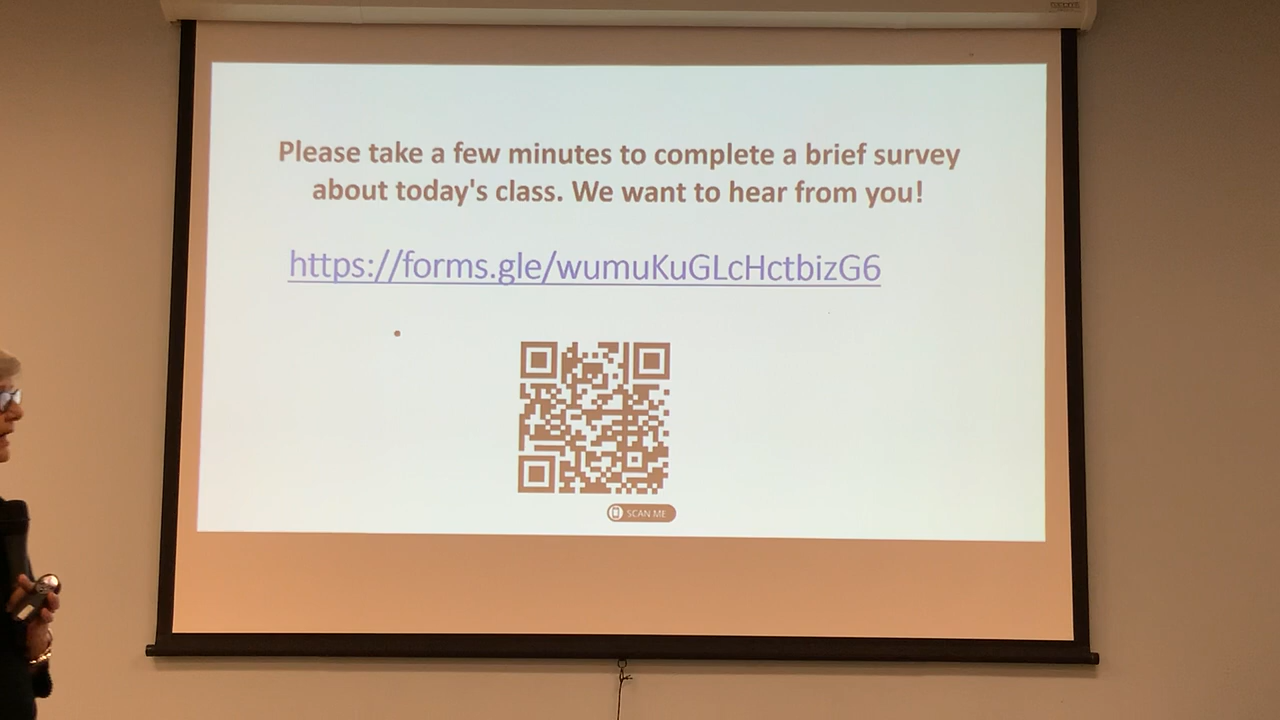 Please take a few minutes to complete a brief survey
about today's class. We want to hear from you!
https://forms.gle/wumuKuGLcHctbizG6
SCAN ME